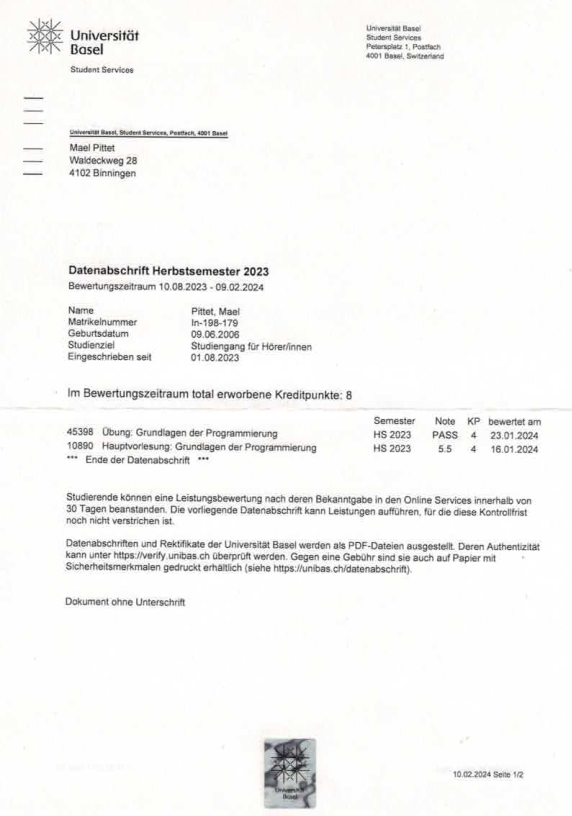 Universität
Basel
Student Services
Universität Basel
Student Services
Petersplatz 1, Postfach
4001 Basel, Switzerland
Universität Basel, Student Services, Postfach, 4001 Basel
Mael Pittet
Waldeckweg 28
4102 Binningen
Datenabschrift Herbstsemester 2023
Bewertungszeitraum 10.08.2023 - 09.02.2024
Name Pittet, Mael
Matrikelnummer In-198-179
Geburtsdatum 09.06.2006
Studienziel Studiengang für Hörer/innen
Eingeschrieben seit 01.08.2023
Im Bewertungszeitraum total erworbene Kreditpunkte: 8
Semester Note KP bewertet am
45398 Übung: Grundlagen der Programmierung HS 2023 PASS 4 23.01.2024
10890 Hauptvorlesung: Grundlagen der Programmierung HS 2023 5.5 4 16.01.2024
*** Ende der Datenabschrift ***
Studierende können eine Leistungsbewertung nach deren Bekanntgabe in den Online Services innerhalb von
30 Tagen beanstanden. Die vorliegende Datenabschrift kann Leistungen aufführen, für die diese Kontrollfrist
noch nicht verstrichen ist.
Datenabschriften und Rektifikate der Universität Basel werden als PDF-Dateien ausgestellt. Deren Authentizität
kann unter https://verify.unibas.ch überprüft werden. Gegen eine Gebühr sind sie auch auf Papier mit
Sicherheitsmerkmalen gedruckt erhältlich (siehe https://unibas.ch/datenabschrift).
Dokument ohne Unterschrift
Universität
Basel
10.02.2024 Seite 1/2